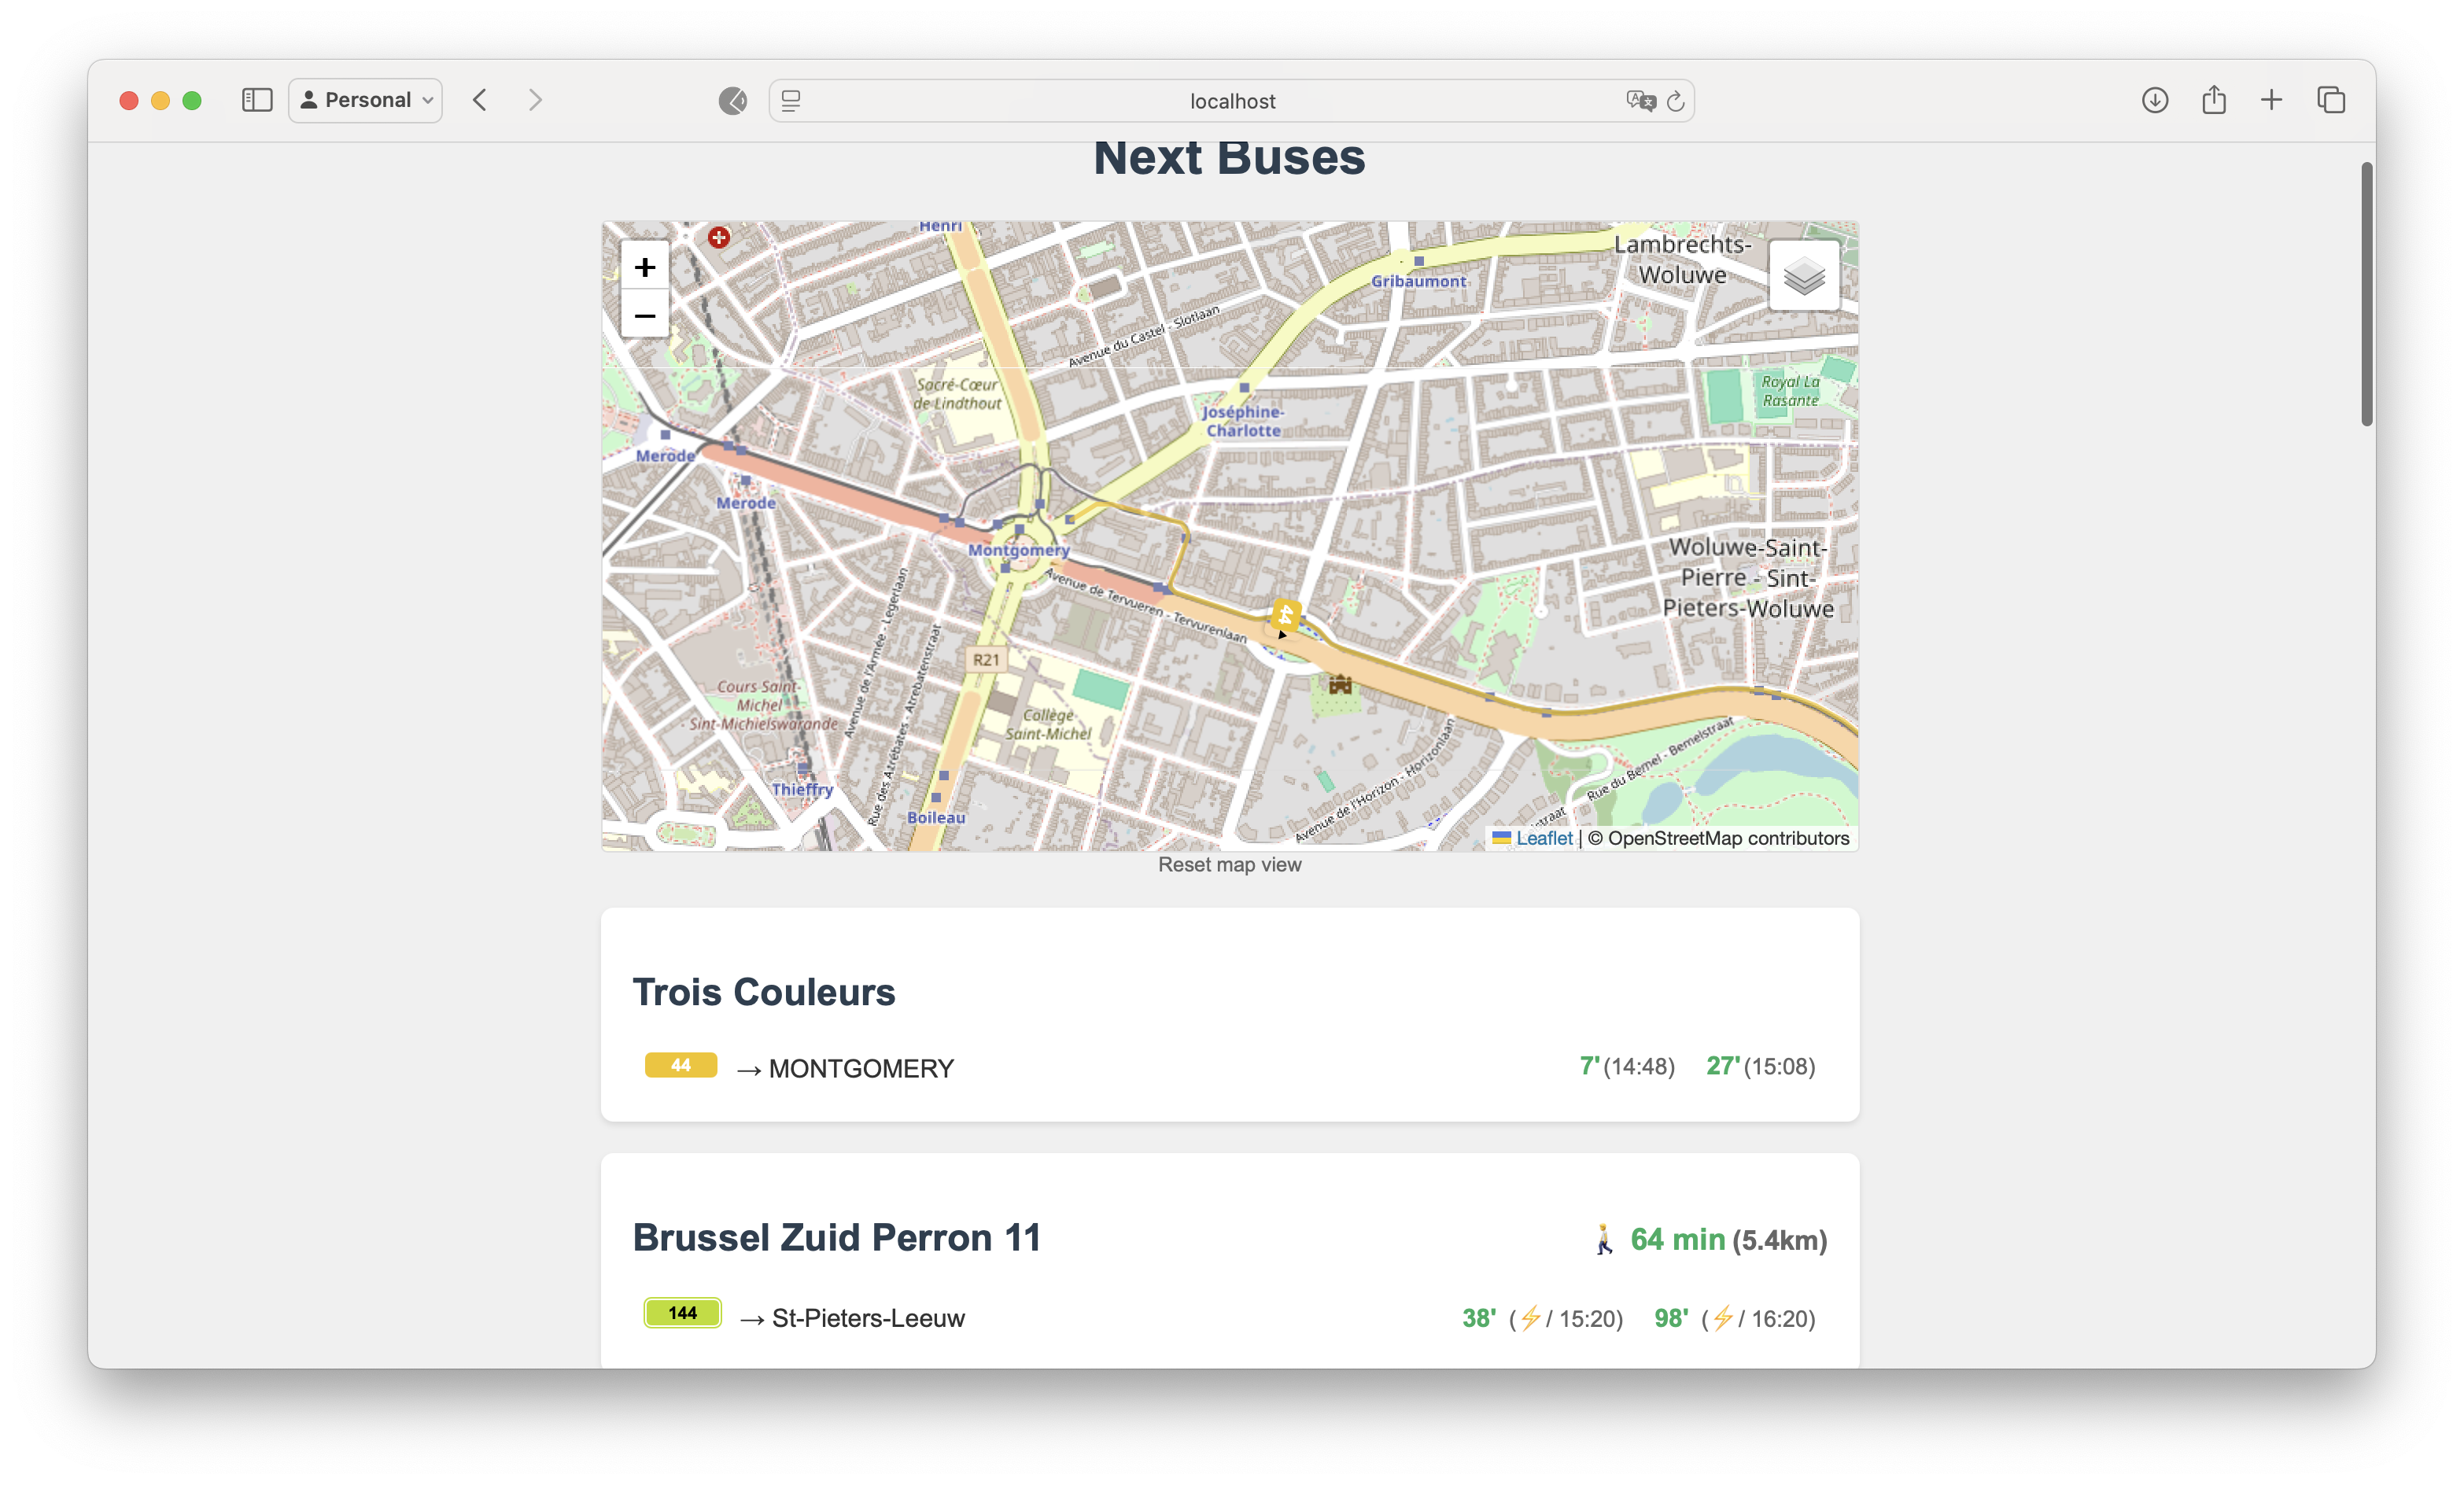 Personal
localhost
Next Buses
Henri
Lambrechts-
Woluwe
Gribaumont
Avenue du Castel - Slotlaan
Sacré-Cœur
de Lindthout
Royal La
Rasante
Joséphine-
Charlotte
Merode
Merode
Montgomery
Woluwe-Saint-
Pierre - Sint-
Pieters-Woluwe
Avenue de Tervueren - Tervurenlaan
44
Avenue de l'Armée - Legerlaan
Rue des Atrébates - Atrebatenstraat
R21
Cours Saint-
Michel
- Sint-Michielswarande
Collège
Saint-Michel
Avenue de l'Horizon - Horizonlaan
Rue du Bemel - Bemelstraat
straat
Thieffry
Boileau
+
−
Leaflet | © OpenStreetMap contributors
Reset map view
Trois Couleurs
44 → MONTGOMERY 7' (14:48) 27' (15:08)
Brussel Zuid Perron 11 🚶 64 min (5.4km)
144 → St-Pieters-Leeuw 38' (⚡/ 15:20) 98' (⚡/ 16:20)